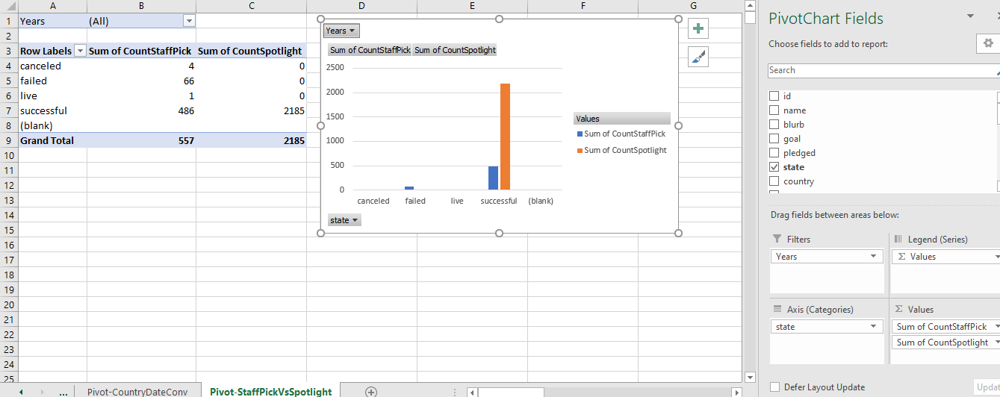 A B C D E F G
1 Years (All)
2
3 Row Labels Sum of CountStaffPick Sum of CountSpotlight
4 canceled 4 0
5 failed 66 0
6 live 1 0
7 successful 486 2185
8 (blank)
9 Grand Total 557 2185
10
11
12
13
14
15
16
17
18
19
20
21
22
23
24
25
Years
Sum of CountStaffPick Sum of CountSpotlight
2500
2000
1500
1000
500
0
canceled failed live successful (blank)
state
Values
Sum of CountStaffPick
Sum of CountSpotlight
PivotChart Fields
Choose fields to add to report:
Search
id
name
blurb
goal
pledged
state
country
Drag fields between areas below:
Filters
Years
Legend (Series)
Σ Values
Axis (Categories)
state
Σ Values
Sum of CountStaffPick
Sum of CountSpotlight
Defer Layout Update
Updat
... Pivot-CountryDateConv Pivot-StaffPickVsSpotlight